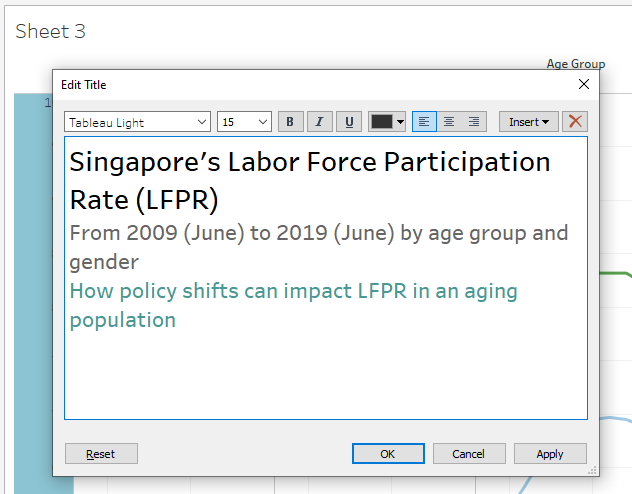 Sheet 3
Age Group
1
Edit Title
Tableau Light
15
B I U
Insert
Singapore's Labor Force Participation
Rate (LFPR)
From 2009 (June) to 2019 (June) by age group and
gender
How policy shifts can impact LFPR in an aging
population
Reset
OK
Cancel
Apply